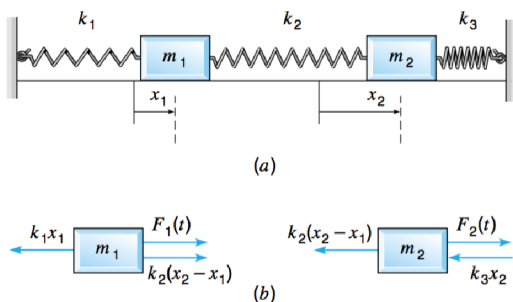 k₁ k₂ k₃
m₁ m₂
x₁ x₂
(a)
k₁x₁ m₁ F₁(t)
k₂(x₂ − x₁)
k₂(x₂ − x₁) m₂ F₂(t)
k₃x₂
(b)